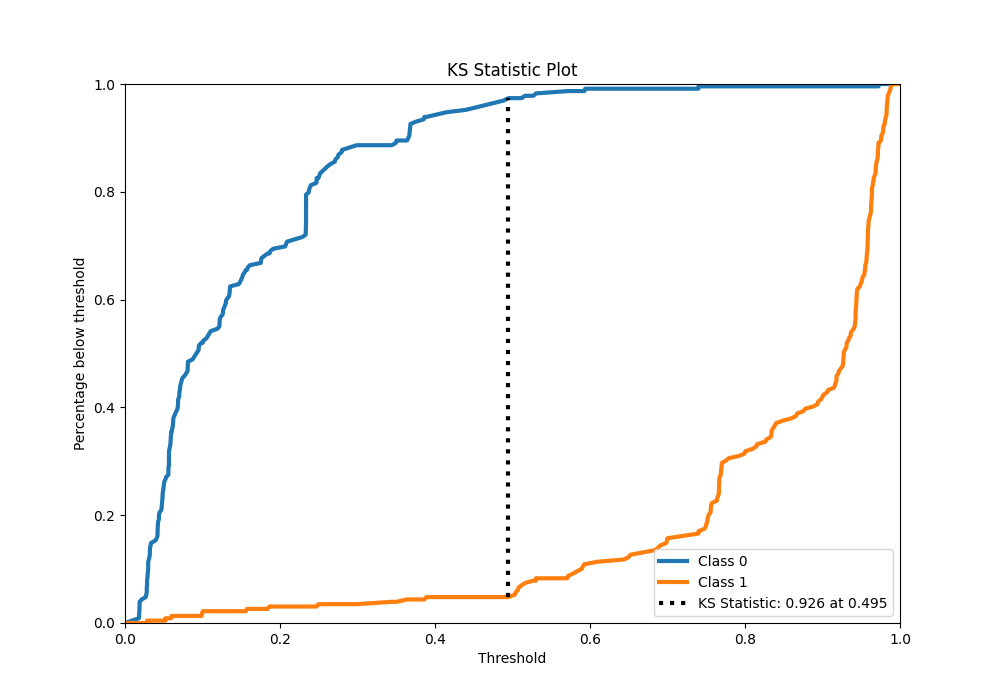 KS Statistic Plot
1.0
0.8
0.6
0.4
0.2
0.0
Percentage below threshold
0.0 0.2 0.4 0.6 0.8 1.0
Threshold
Class 0
Class 1
KS Statistic: 0.926 at 0.495